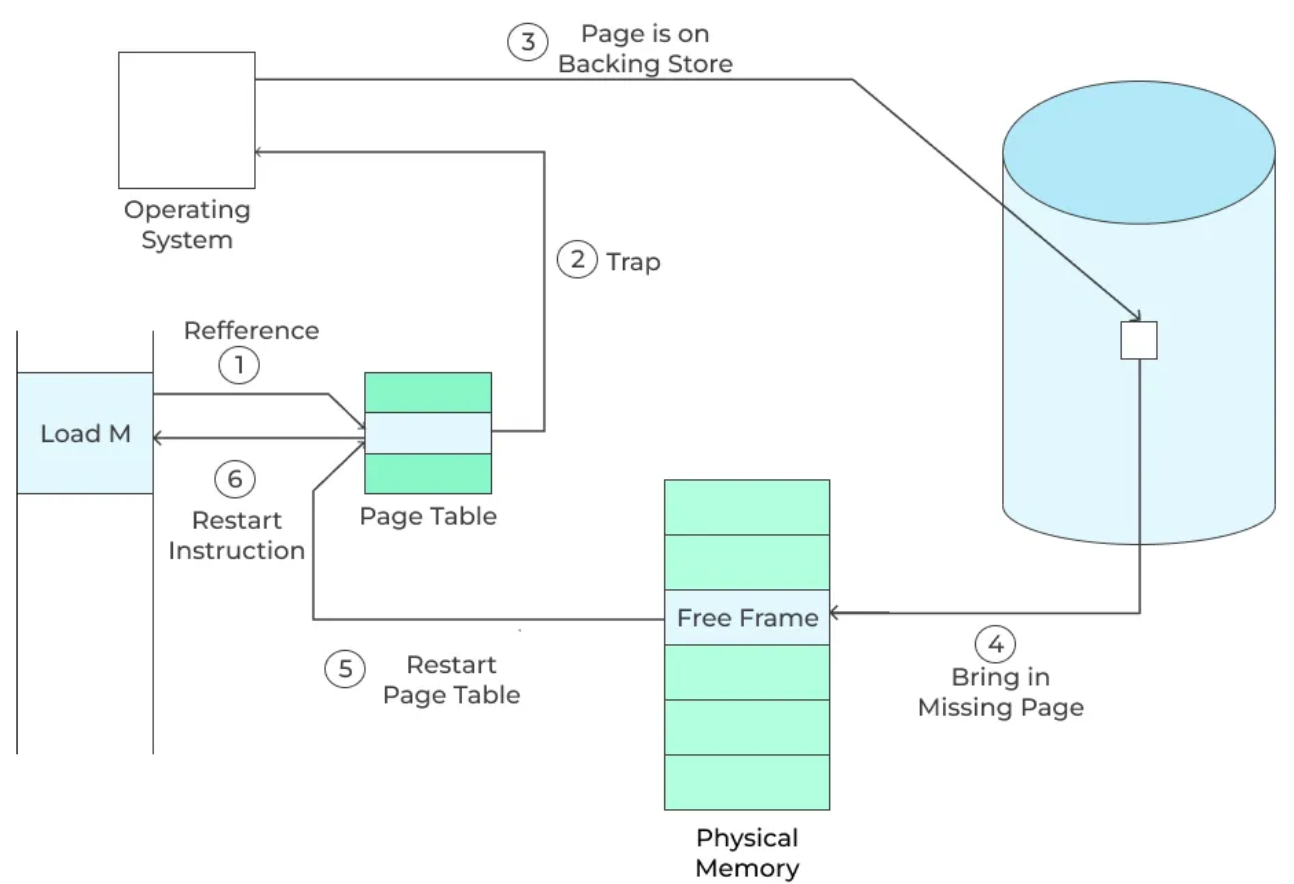 3
Page is on
Backing Store
Operating
System
2 Trap
Refference
1
Load M
6
Restart
Instruction
Page Table
Free Frame
5
Restart
Page Table
4
Bring in
Missing Page
Physical
Memory